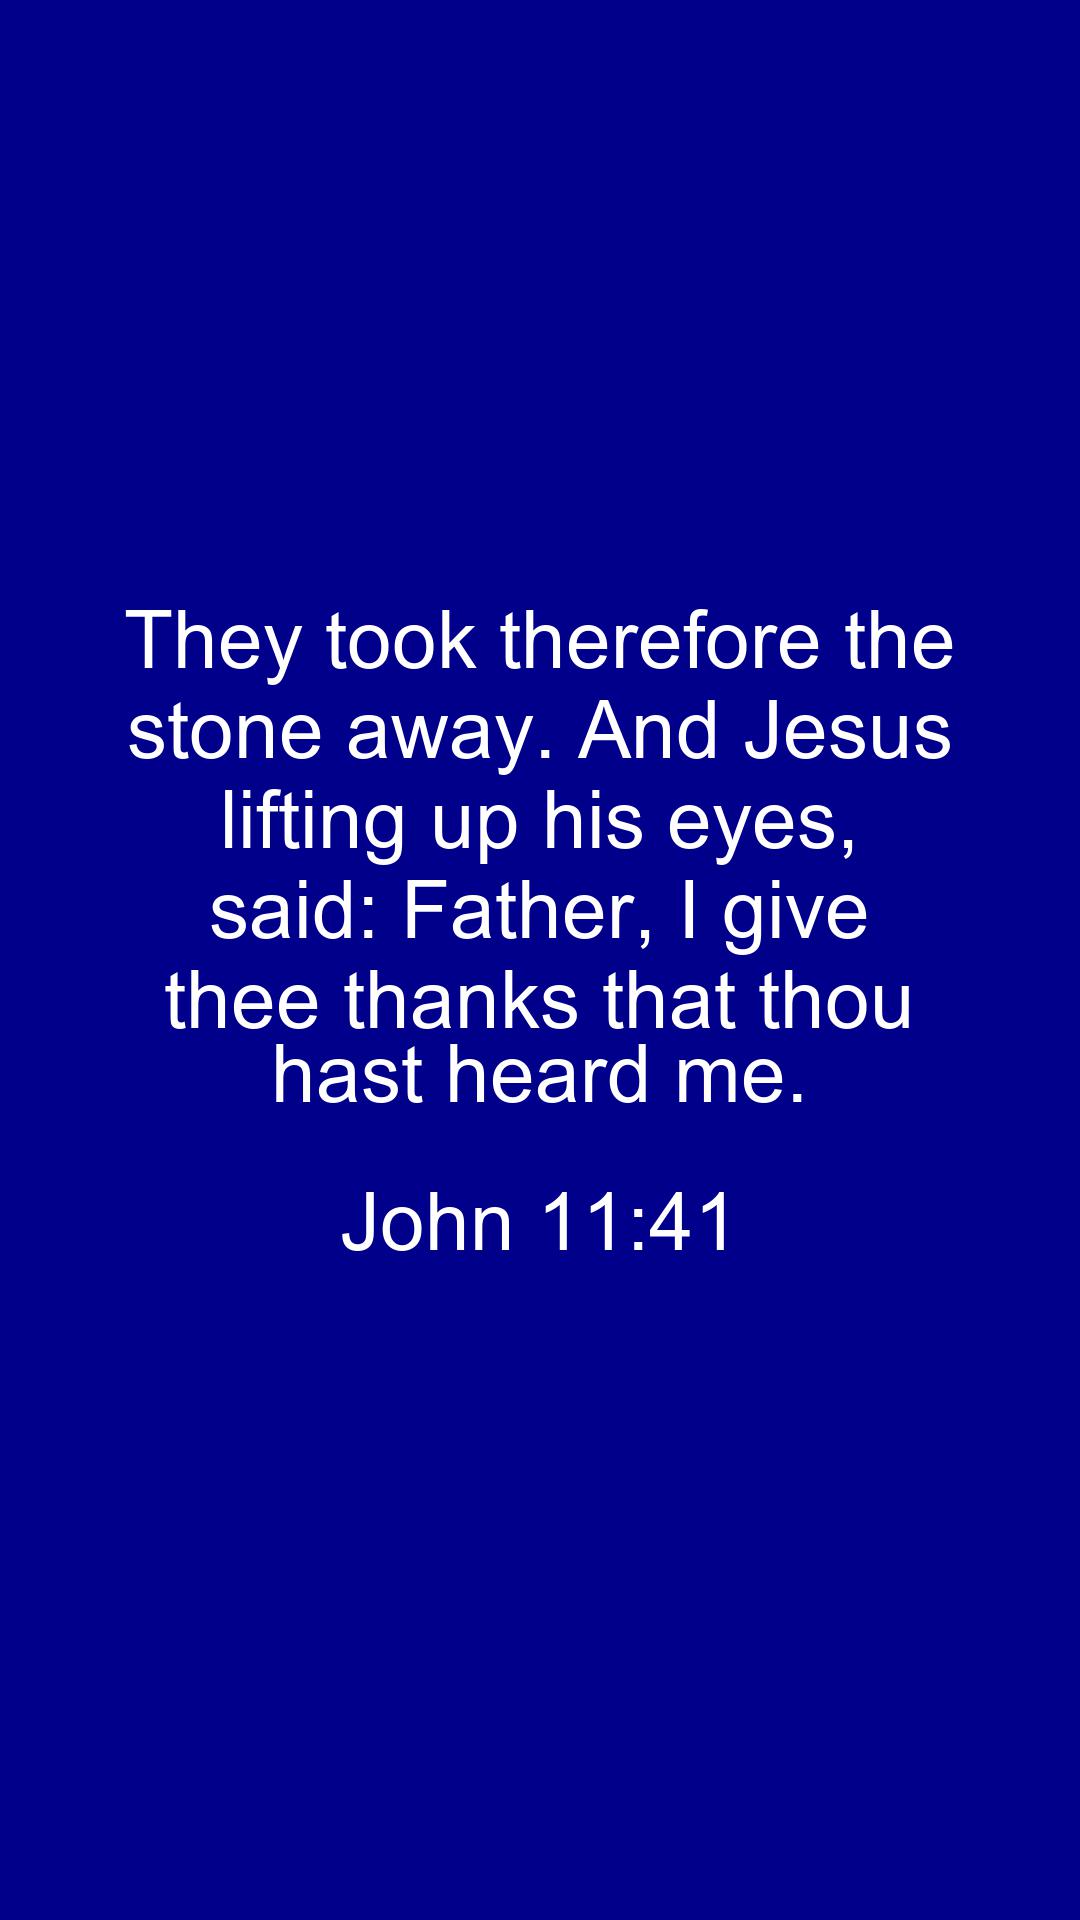 They took therefore the
stone away. And Jesus
lifting up his eyes,
said: Father, I give
thee thanks that thou
hast heard me.
John 11:41